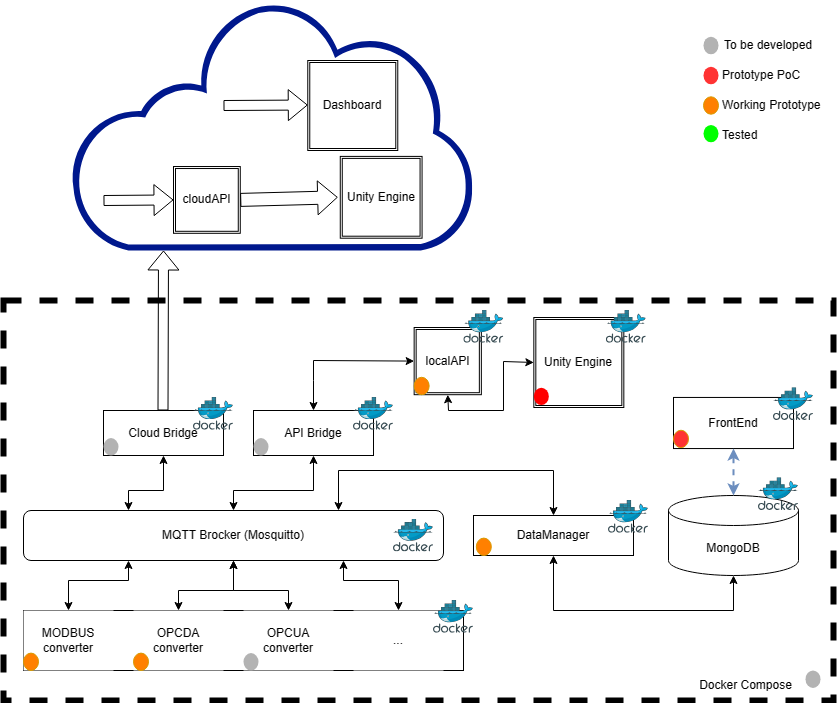 To be developed
Prototype PoC
Working Prototype
Tested
Dashboard
cloudAPI
Unity Engine
docker
docker
localAPI
Unity Engine
docker
docker
docker
Cloud Bridge
API Bridge
FrontEnd
docker
docker
docker
MQTT Brocker (Mosquitto)
DataManager
MongoDB
docker
MODBUS
converter
OPCDA
converter
OPCUA
converter
...
Docker Compose